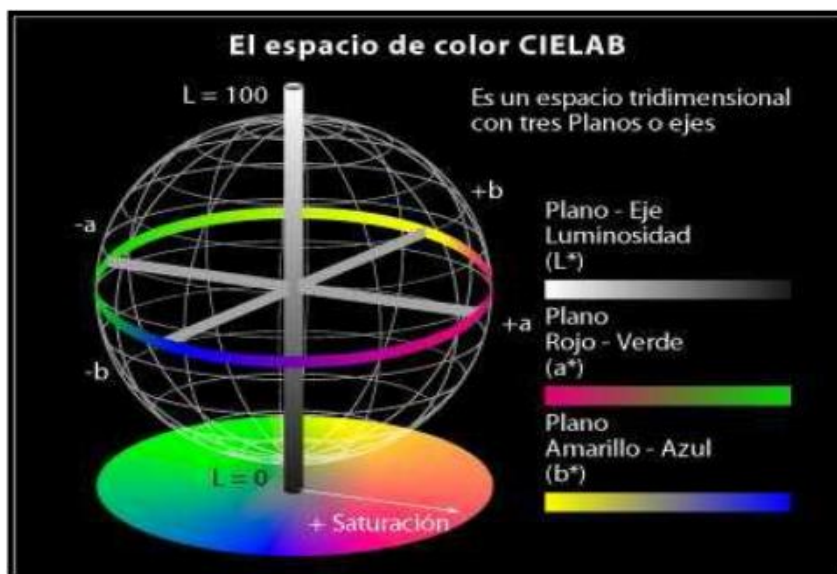 El espacio de color CIELAB
L = 100
Es un espacio tridimensional
con tres Planos o ejes
+b
-a
Plano - Eje
Luminosidad
(L*)
+a
Plano
Rojo - Verde
(a*)
-b
Plano
Amarillo - Azul
(b*)
L = 0
+ Saturación